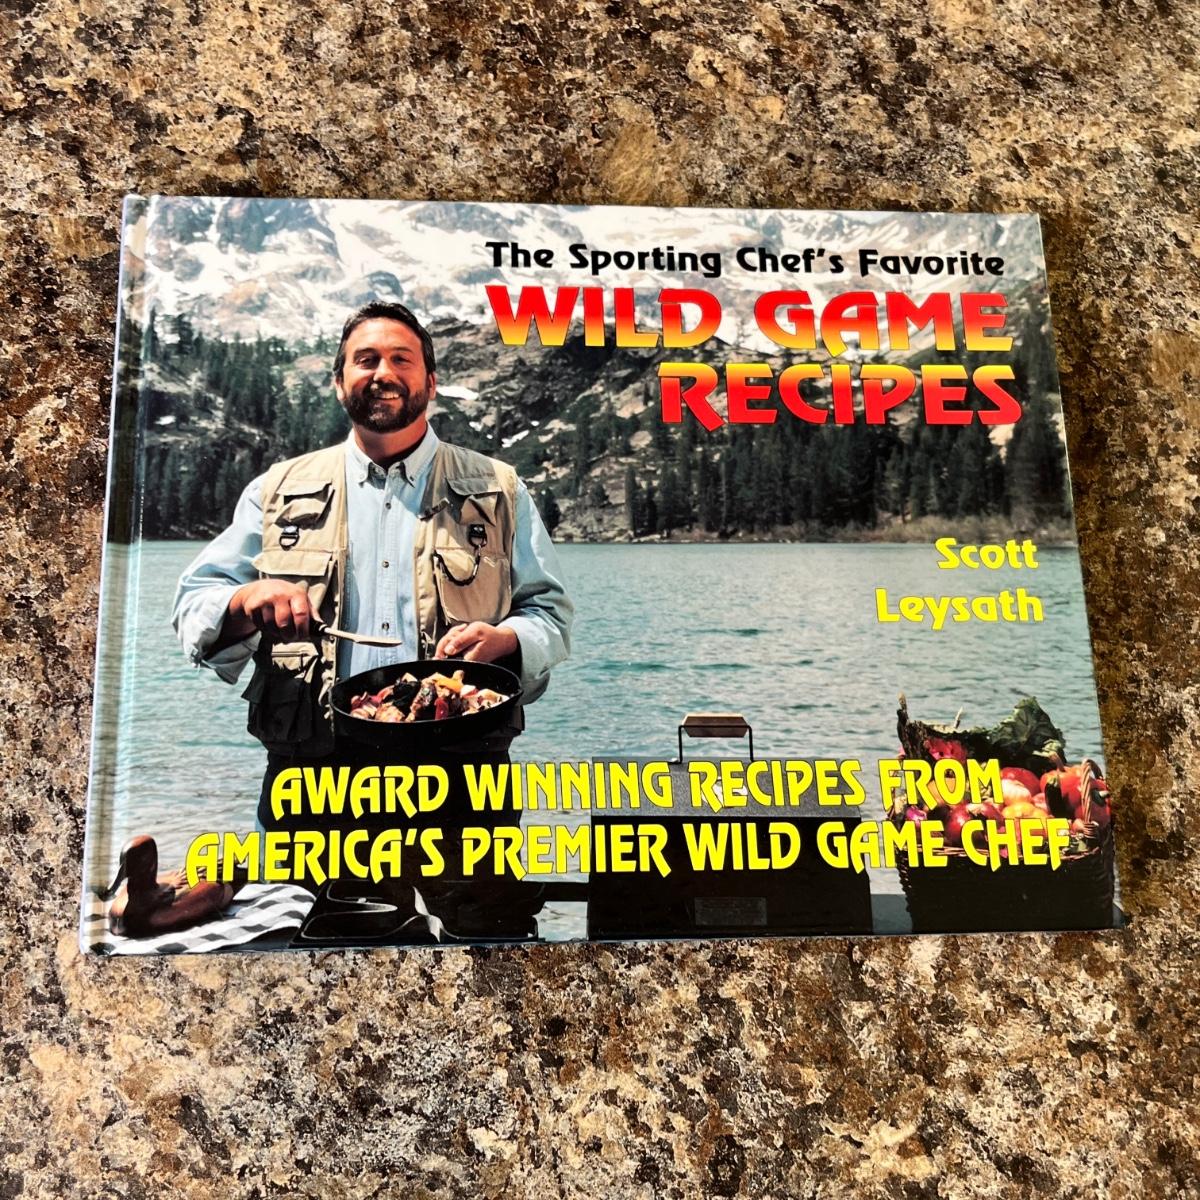 The Sporting Chef's Favorite
WILD GAME
RECIPES
Scott
Leysath
AWARD WINNING RECIPES FROM
AMERICA'S PREMIER WILD GAME CHEF